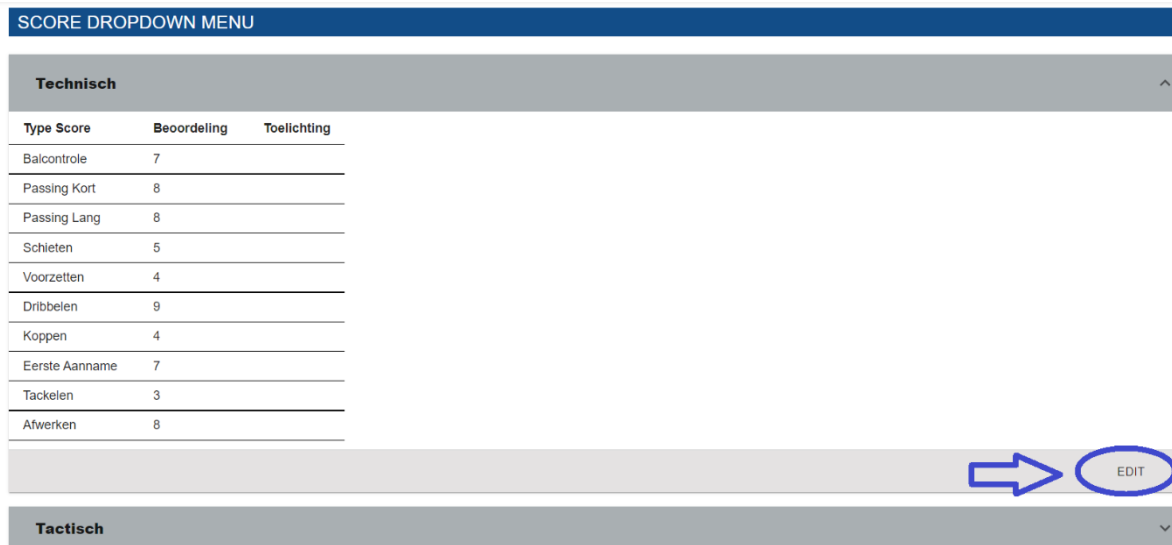 SCORE DROPDOWN MENU
Technisch
Type Score Beoordeling Toelichting
Balcontrole 7
Passing Kort 8
Passing Lang 8
Schieten 5
Voorzetten 4
Dribbelen 9
Koppen 4
Eerste Aanname 7
Tackelen 3
Afwerken 8
EDIT
Tactisch